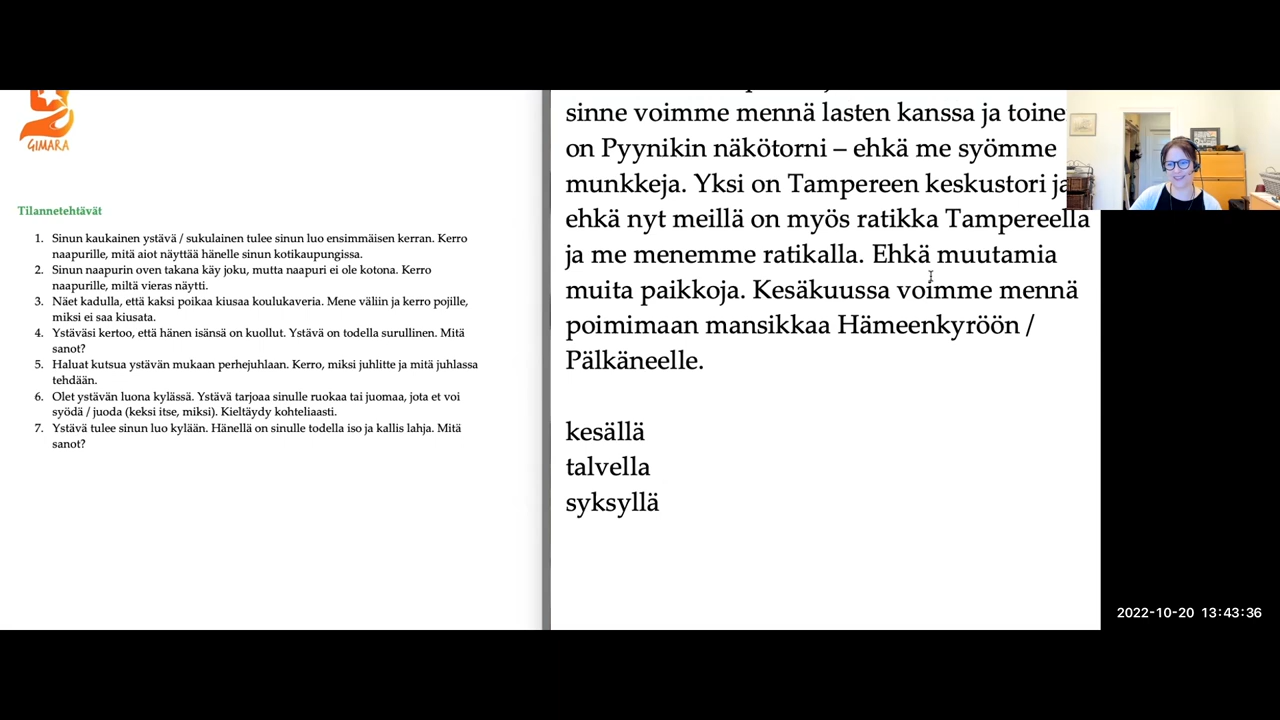 GIMARA
Tilannetehtävät
1. Sinun kaukainen ystävä / sukulainen tulee sinun luo ensimmäisen kerran. Kerro
naapurille, mitä aiot näyttää hänelle sinun kotikaupungissa.
2. Sinun naapurin oven takana käy joku, mutta naapuri ei ole kotona. Kerro
naapurille, miltä vieras näytti.
3. Näet kadulla, että kaksi poikaa kiusaa koulukaveria. Mene väliin ja kerro pojille,
miksi ei saa kiusata.
4. Ystäväsi kertoo, että hänen isänsä on kuollut. Ystävä on todella surullinen. Mitä
sanot?
5. Haluat kutsua ystävän mukaan perhejuhlaan. Kerro, miksi juhlitte ja mitä juhlassa
tehdään.
6. Olet ystävän luona kylässä. Ystävä tarjoaa sinulle ruokaa tai juomaa, jota et voi
syödä / juoda (keksi itse, miksi). Kieltäydy kohteliaasti.
7. Ystävä tulee sinun luo kylään. Hänellä on sinulle todella iso ja kallis lahja. Mitä
sanot?
sinne voimme mennä lasten kanssa ja toine
on Pyynikin näkötorni – ehkä me syömme
munkkeja. Yksi on Tampereen keskustori ja
ehkä nyt meillä on myös ratikka Tampereella
ja me menemme ratikalla. Ehkä muutamia
muita paikkoja. Kesäkuussa voimme mennä
poimimaan mansikkaa Hämeenkyröön /
Pälkäneelle.
kesällä
talvella
syksyllä
2022-10-20 13:43:36